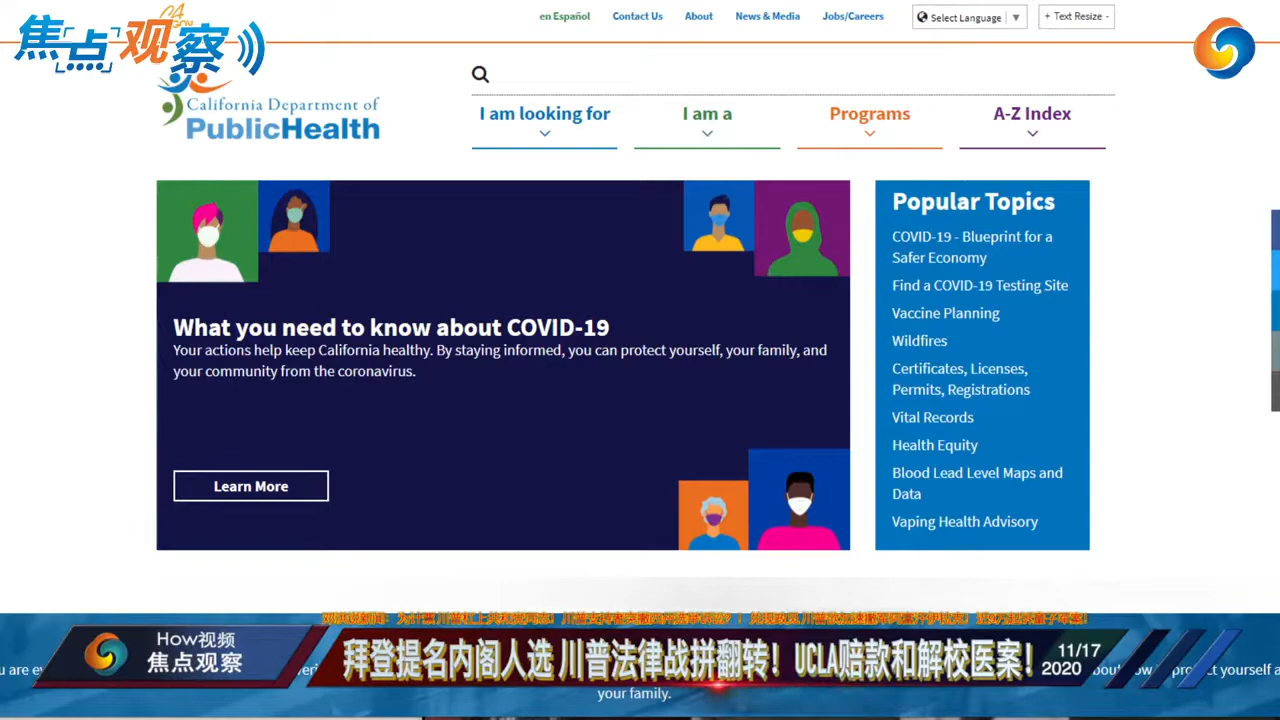 焦点观察
CA
GOV
en Español
Contact Us
About
News & Media
Jobs/Careers
Select Language
+ Text Resize -
California Department of
PublicHealth
I am looking for
I am a
Programs
A-Z Index
What you need to know about COVID-19
Your actions help keep California healthy. By staying informed, you can protect yourself, your family, and
your community from the coronavirus.
Learn More
Popular Topics
COVID-19 - Blueprint for a
Safer Economy
Find a COVID-19 Testing Site
Vaccine Planning
Wildfires
Certificates, Licenses,
Permits, Registrations
Vital Records
Health Equity
Blood Lead Level Maps and
Data
Vaping Health Advisory
How视频
焦点观察
拜登提名内阁人选 川普法律战拼翻转！UCLA赔款和解校医案！
11/17
2020
your family.